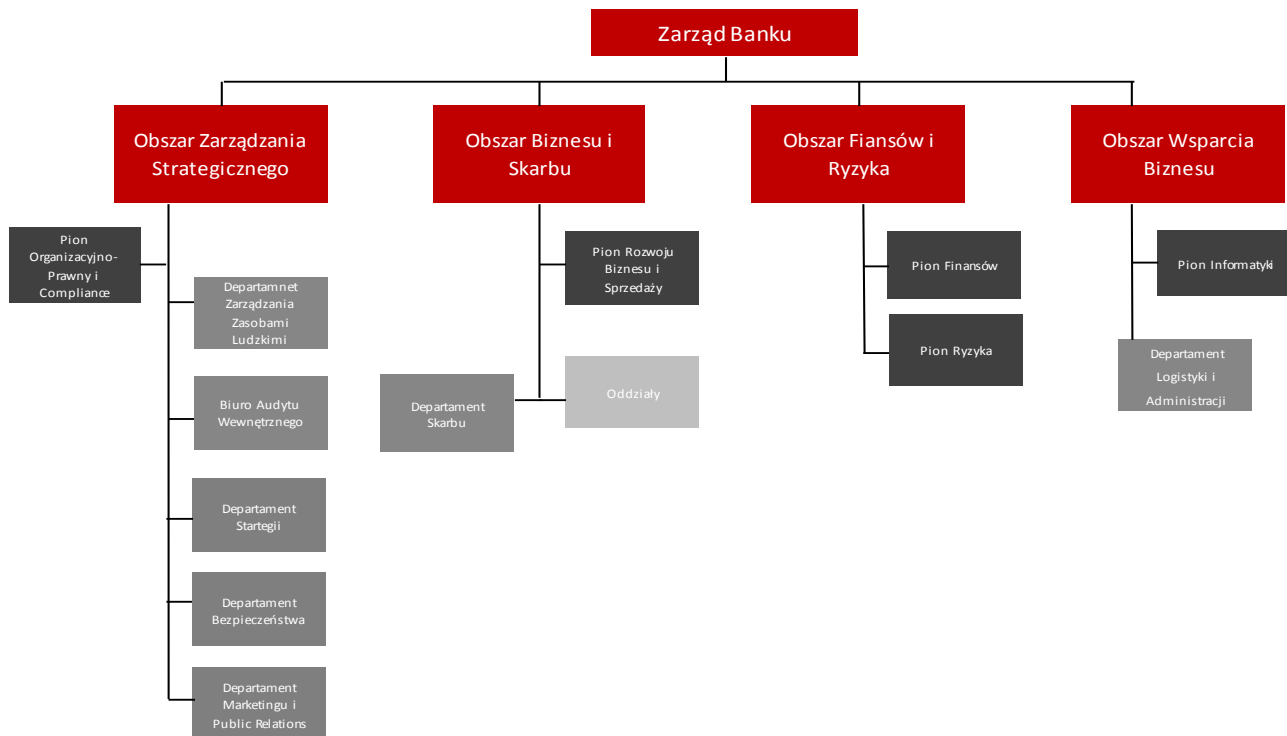 Zarząd Banku
Obszar Zarządzania
Strategicznego
Obszar Biznesu i
Skarbu
Obszar Fiansów i
Ryzyka
Obszar Wsparcia
Biznesu
Pion
Organizacyjno-
Prawny i
Compliance
Departamnet
Zarządzania
Zasobami
Ludzkimi
Biuro Audytu
Wewnętrznego
Departament
Startegii
Departament
Bezpieczeństwa
Departament
Marketingu i
Public Relations
Pion Rozwoju
Biznesu i
Sprzedaży
Departament
Skarbu
Oddziały
Pion Finansów
Pion Ryzyka
Pion Informatyki
Departament
Logistyki i
Administracji